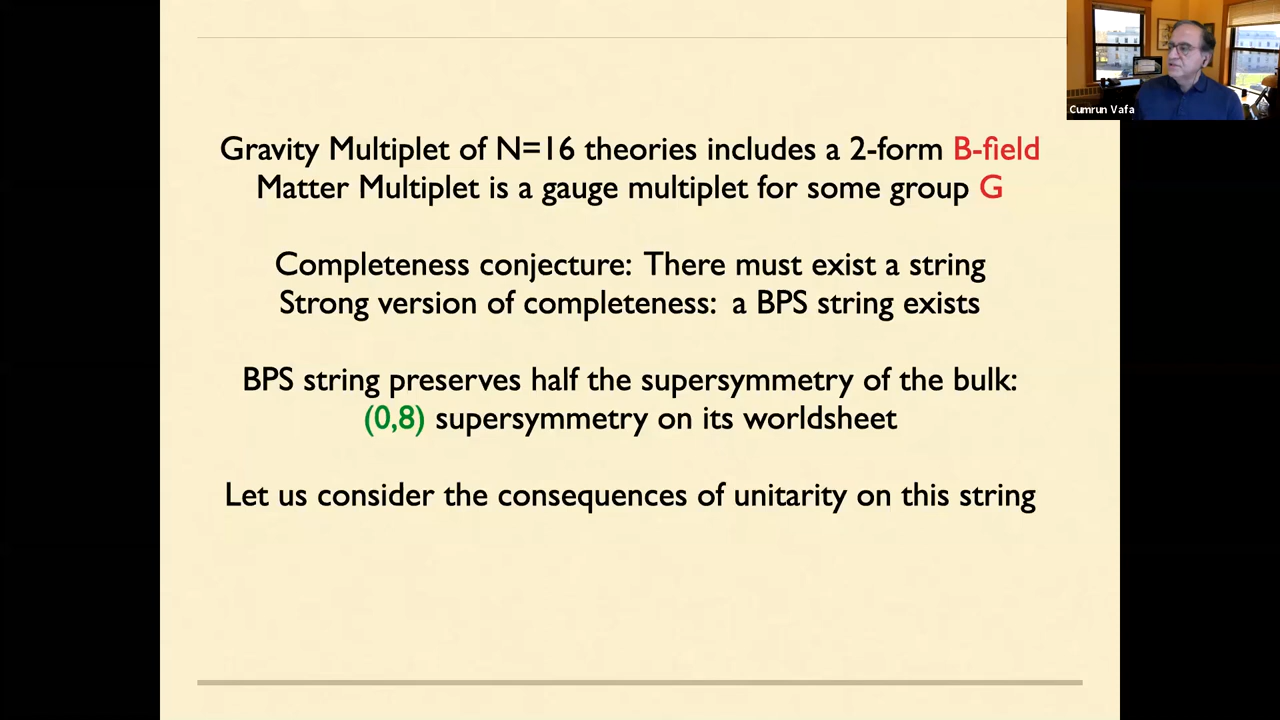 Gravity Multiplet of N=16 theories includes a 2-form B-field
Matter Multiplet is a gauge multiplet for some group G
Completeness conjecture: There must exist a string
Strong version of completeness: a BPS string exists
BPS string preserves half the supersymmetry of the bulk:
(0,8) supersymmetry on its worldsheet
Let us consider the consequences of unitarity on this string
Cumrun Vafa